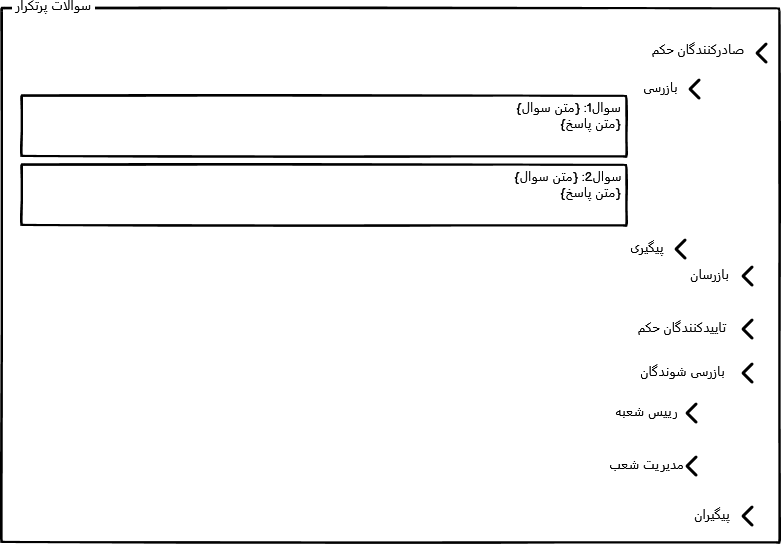 سوالات پرتکرار
صادرکنندگان حکم
بازرسی
سوال1: {متن سوال}
{متن پاسخ}
سوال2: {متن سوال}
{متن پاسخ}
پیگیری
بازرسان
تاییدکنندگان حکم
بازرسی شوندگان
رییس شعبه
مدیریت شعب
پیگیران